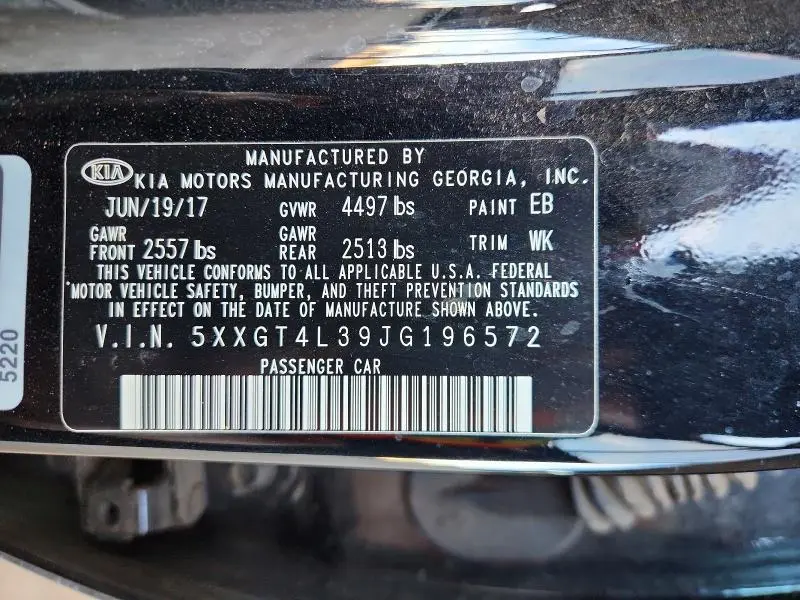 MANUFACTURED BY
KIA KIA MOTORS MANUFACTURING GEORGIA, INC.
JUN/19/17 GVWR 4497 lbs PAINT EB
GAWR FRONT 2557 lbs GAWR REAR 2513 lbs TRIM WK
THIS VEHICLE CONFORMS TO ALL APPLICABLE U.S.A. FEDERAL
MOTOR VEHICLE SAFETY, BUMPER, AND THEFT PREVENTION STANDARDS
IN EFFECT ON THE DATE OF MANUFACTURE SHOWN ABOVE.
V.I.N. 5XXGT4L39JG196572
PASSENGER CAR
5220